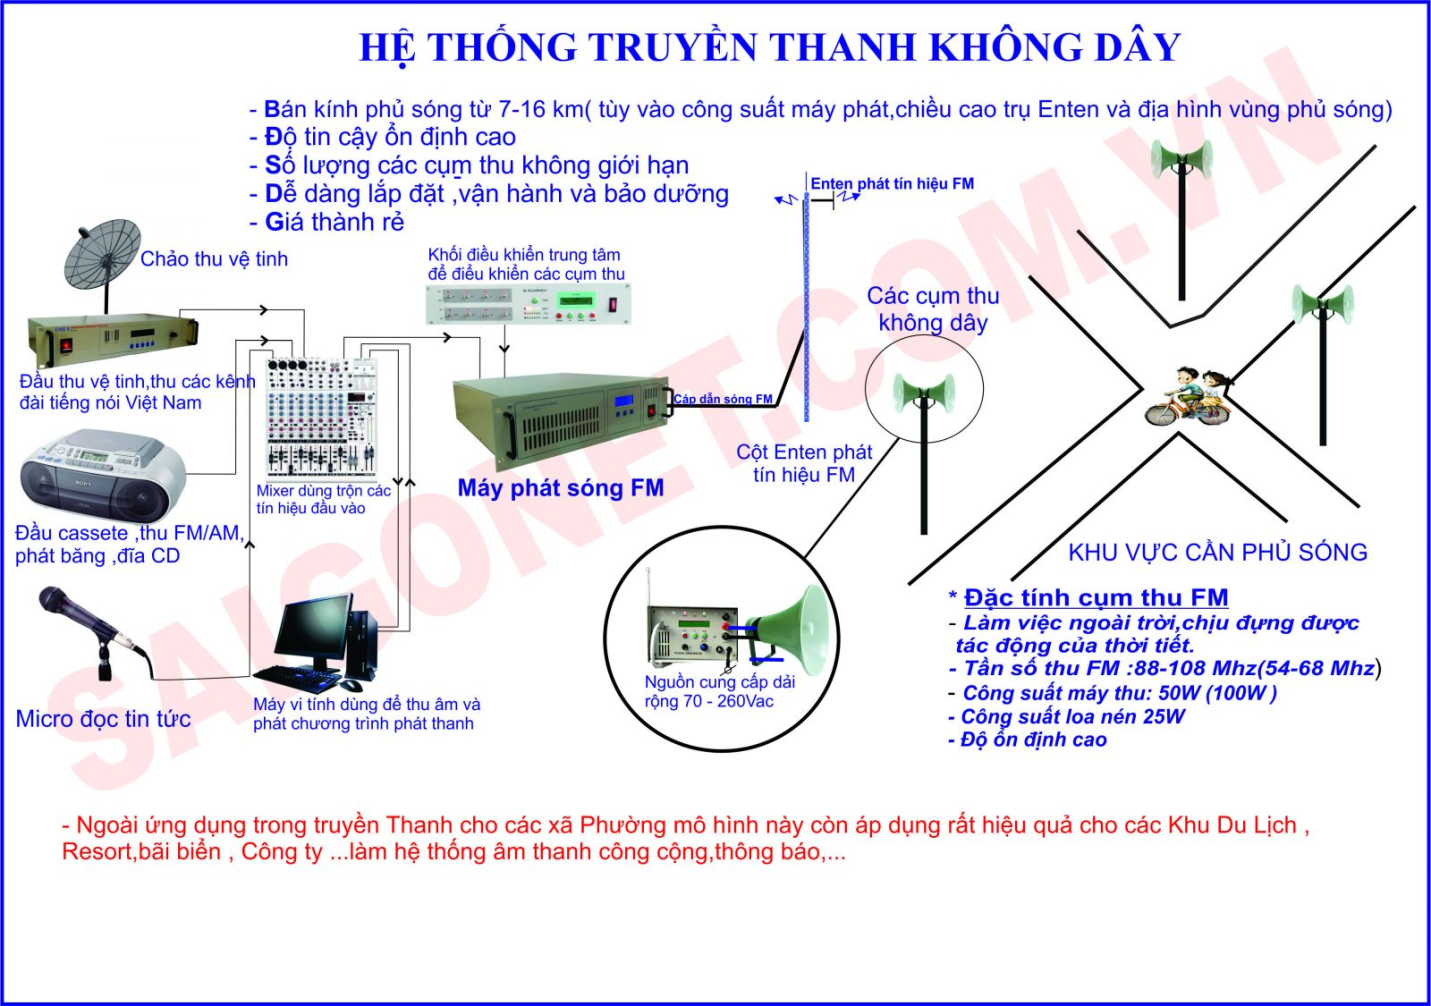 HỆ THỐNG TRUYỀN THANH KHÔNG DÂY
- Bán kính phủ sóng từ 7-16 km( tùy vào công suất máy phát,chiều cao trụ Enten và địa hình vùng phủ sóng)
- Độ tin cậy ổn định cao
- Số lượng các cụm thu không giới hạn
- Dễ dàng lắp đặt ,vận hành và bảo dưỡng
- Giá thành rẻ
Enten phát tín hiệu FM
Chảo thu vệ tinh
Khối điều khiển trung tâm
để điểu khiển các cụm thu
Các cụm thu
không dây
Đầu thu vệ tinh,thu các kênh
đài tiếng nói Việt Nam
Cáp dẫn sóng FM
Cột Enten phát
tín hiệu FM
SONY
Mixer dùng trộn các
tín hiệu đầu vào
Máy phát sóng FM
Đầu cassete ,thu FM/AM,
phát băng ,đĩa CD
KHU VỰC CẦN PHỦ SÓNG
* Đặc tính cụm thu FM
- Làm việc ngoài trời,chịu đựng được
tác động của thời tiết.
- Tần số thu FM :88-108 Mhz(54-68 Mhz)
- Công suất máy thu: 50W (100W )
- Công suất loa nén 25W
- Độ ổn định cao
Nguồn cung cấp dải
rộng 70 - 260Vac
Micro đọc tin tức
Máy vi tính dùng để thu âm và
phát chương trình phát thanh
- Ngoài ứng dụng trong truyền Thanh cho các xã Phường mô hình này còn áp dụng rất hiệu quả cho các Khu Du Lịch ,
Resort,bãi biển , Công ty ...làm hệ thống âm thanh công cộng,thông báo,...
SAIGONET.COM.VN